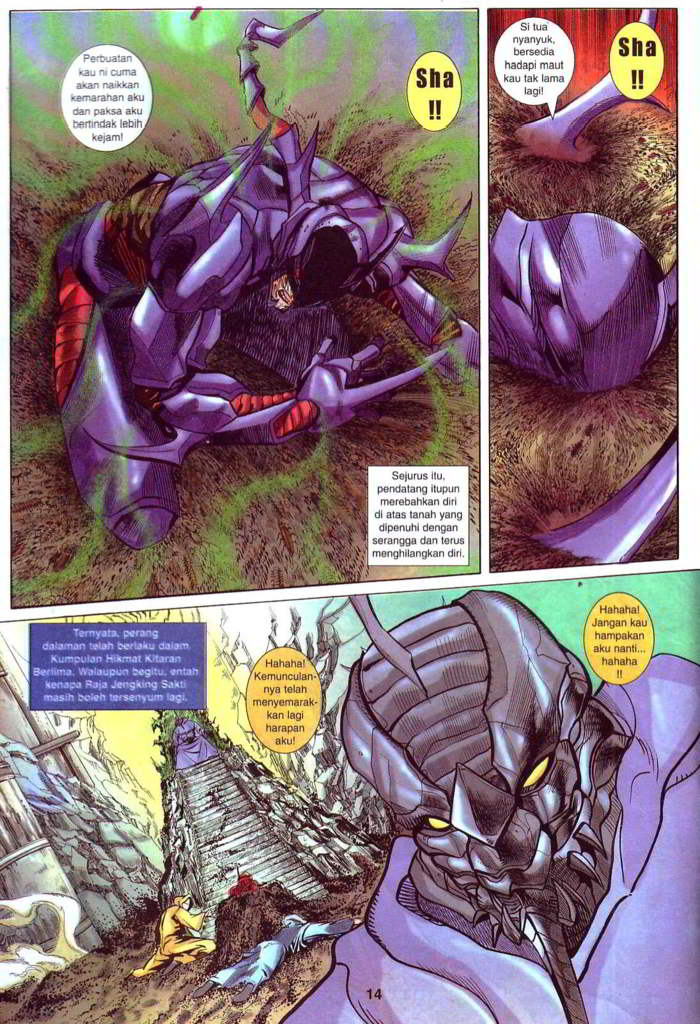 Perbuatan
kau ni cuma
akan naikkan
kemarahan aku
dan paksa aku
bertindak lebih
kejam!
Sha
!!
Sejurus itu,
pendatang itupun
merebahkan diri
di atas tanah yang
dipenuhi dengan
serangga dan terus
menghilangkan diri.
Si tua
nyanyuk,
bersedia
hadapi maut
kau tak lama
lagi!
Sha
!!
Ternyata, perang
dalaman telah berlaku dalam
Kumpulan Hikmat Kitaran
Berlima. Walaupun begitu, entah
kenapa Raja Jengking Sakti
masih boleh tersenyum lagi.
Hahaha!
Kemunculan-
nya telah
menyemarak-
kan lagi
harapan
aku!
Hahaha!
Jangan kau
hampakan
aku nanti...
hahaha
!!
14